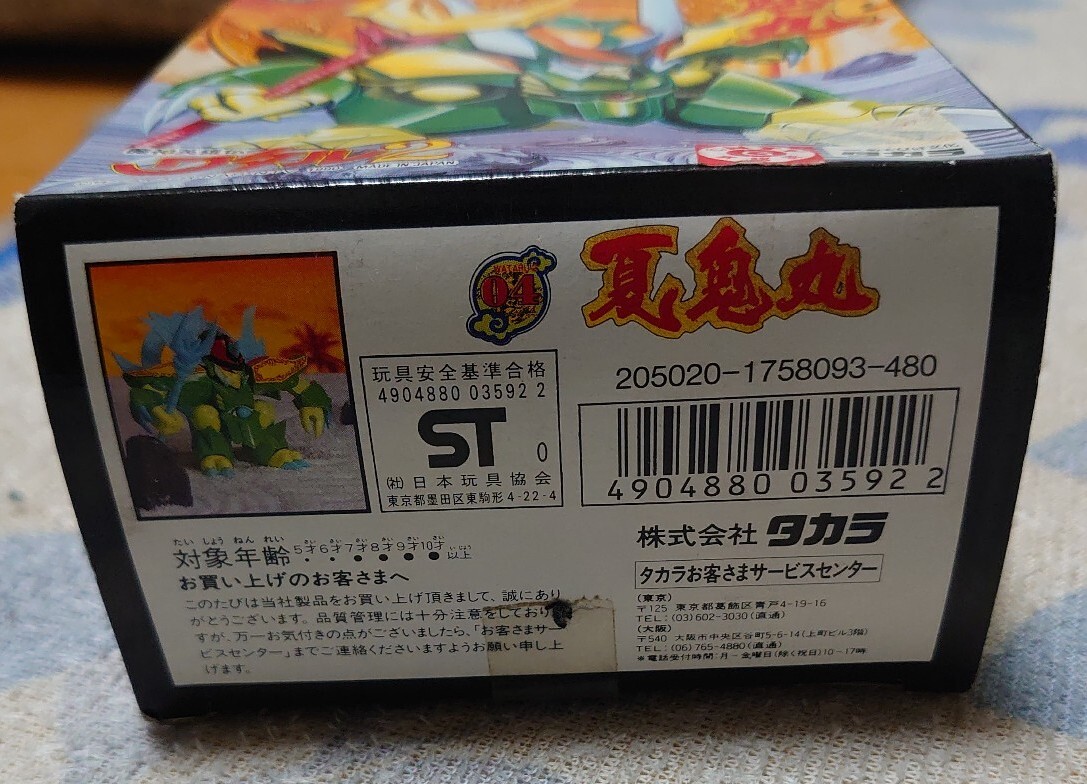 ワタル2
MADE IN JAPAN
WATARU
04
夏鬼丸
玩具安全基準合格
4904880 03592 2
ST 0
㈳日本玩具協会
東京都墨田区東駒形4-22-4
205020-1758093-480
4904880 035922
たい しょう ねん れい
対象年齢 5才6才7才8才9才10才以上
お買い上げのお客さまへ
このたびは当社製品をお買い上げ頂きまして、誠にあり
がとうございます。品質管理には十分注意をしており
すが、万一お気付きの点がございましたら、「お客さまサー
ビスセンター」までご連絡くださいますようお願い申し上
げます。
株式会社タカラ
タカラお客さまサービスセンター
(東京)
〒125 東京都葛飾区青戸4-19-16
TEL:(03)602-3030(直通)
(大阪)
〒540 大阪市中央区谷町5-6-14(上町ビル3階)
TEL:(06)765-4880(直通)
*電話受付時間:月-金曜日(除く祝日)10-17時